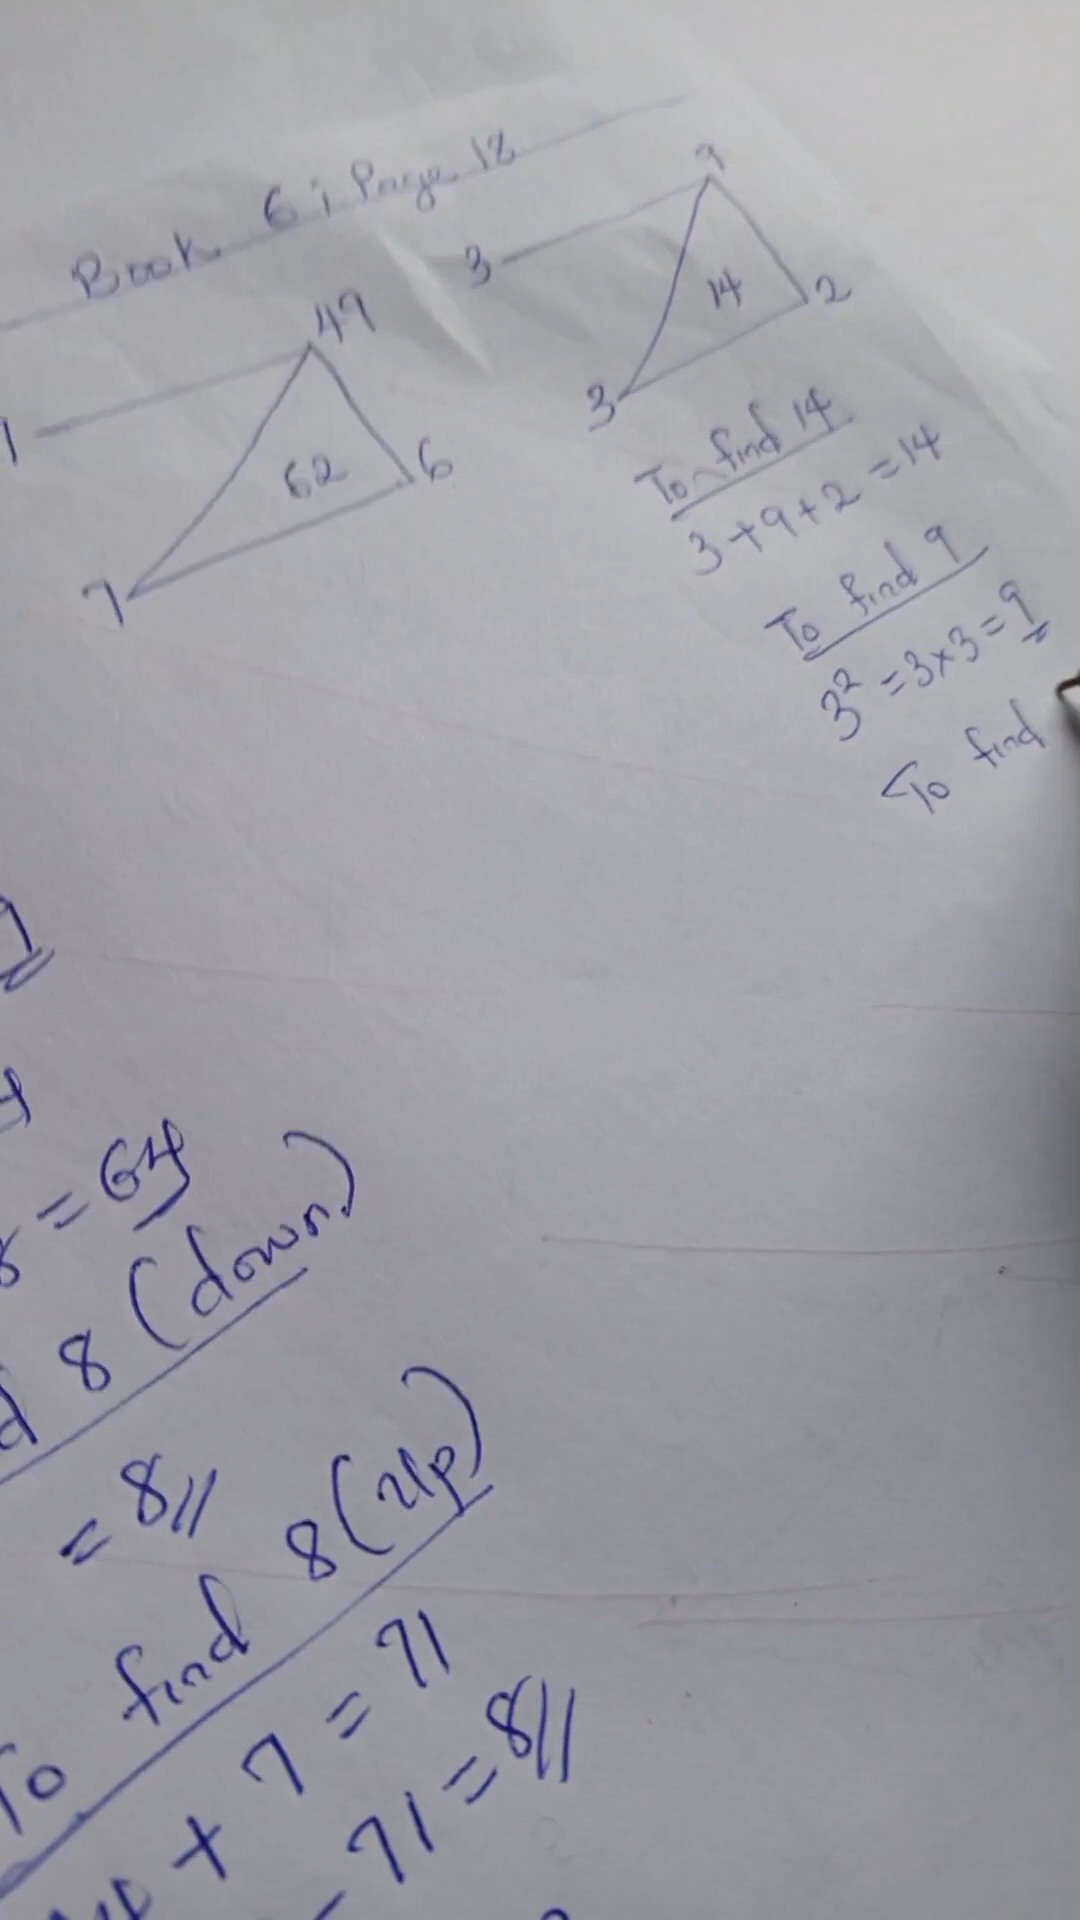 Book 6; Page 18
49
62
6
7
9
3
14
2
3
To find 14
3+9+2=14
To find 9
3²=3×3=9
To find
=64
8 (down)
=8
To find 8(up)
+7=71
71=8